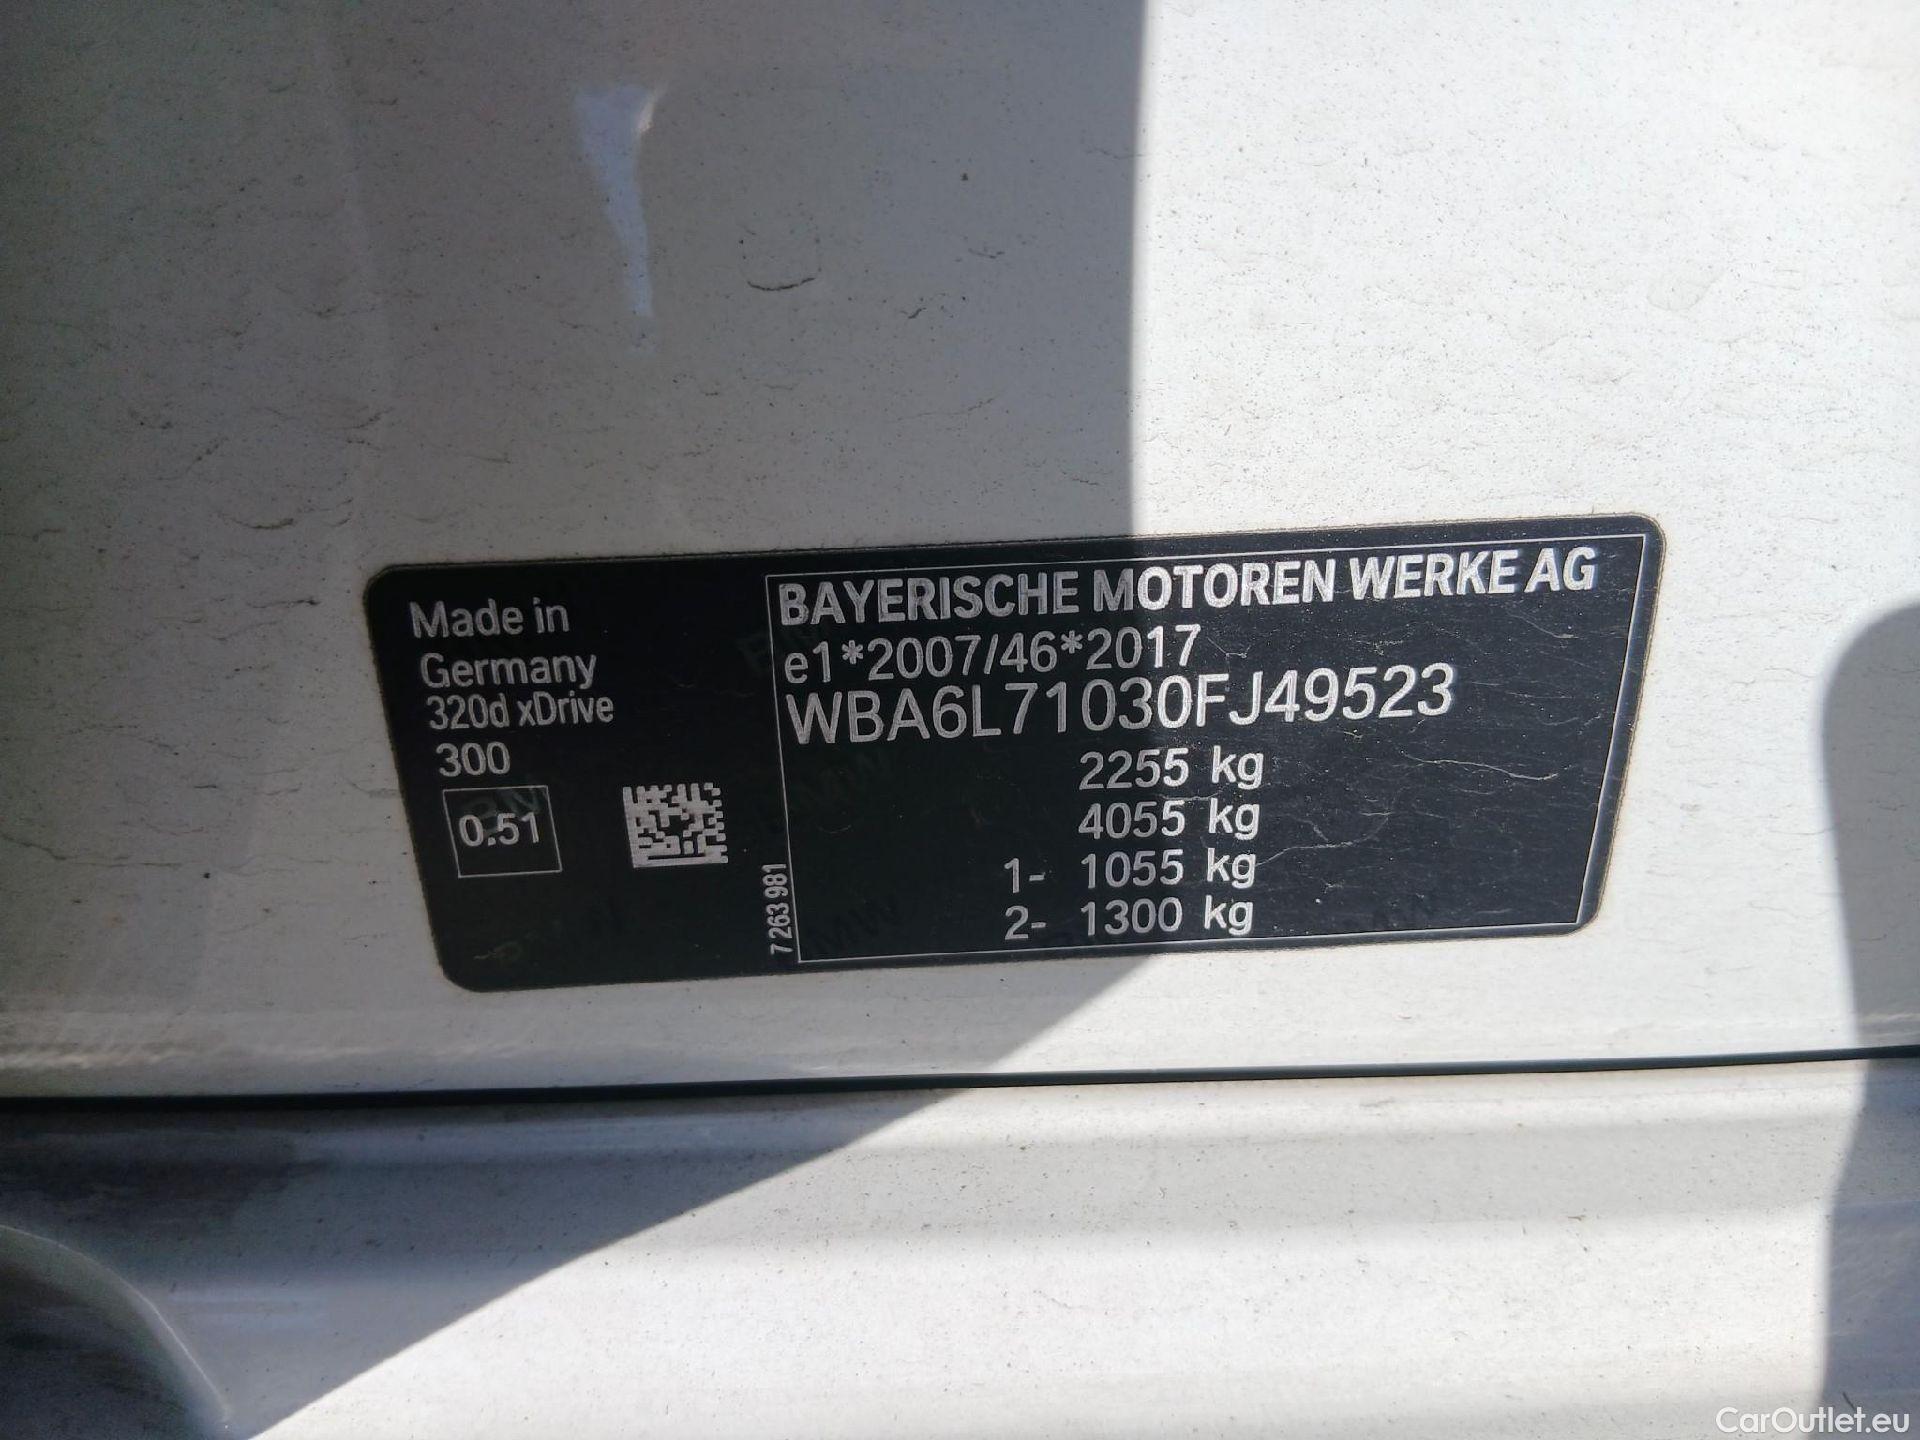 Made in
Germany
320d xDrive
300
0.51
7 263 981
BAYERISCHE MOTOREN WERKE AG
e1*2007/46*2017
WBA6L71030FJ49523
2255 kg
4055 kg
1- 1055 kg
2- 1300 kg
CarOutlet.eu